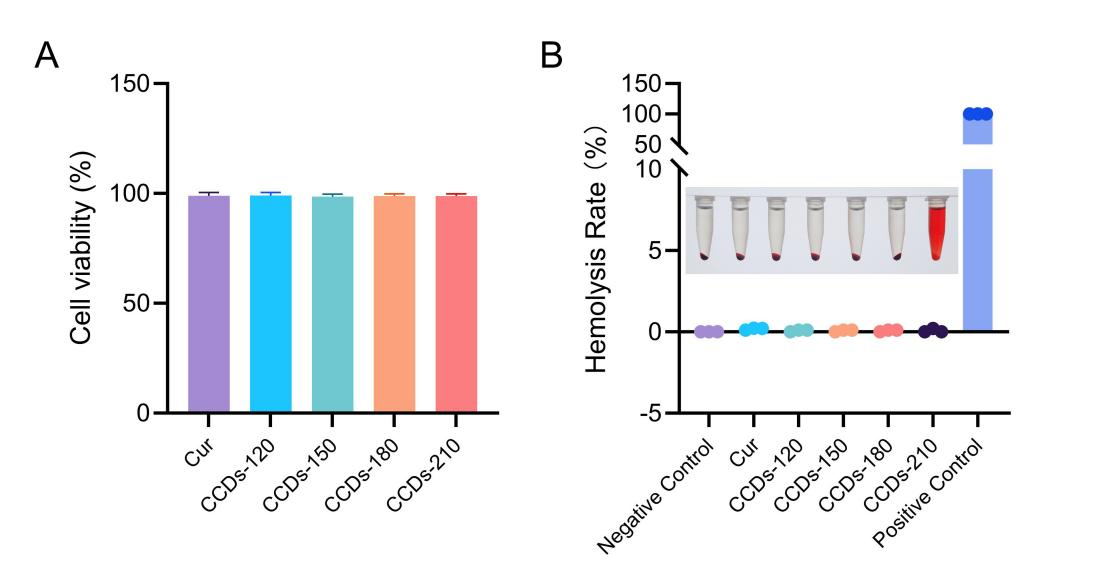 A
Cell viability (%)
150
100
50
0
Cur
CCDs-120
CCDs-150
CCDs-180
CCDs-210
B
Hemolysis Rate (%)
150
100
50
10
5
0
-5
Negative Control
Cur
CCDs-120
CCDs-150
CCDs-180
CCDs-210
Positive Control